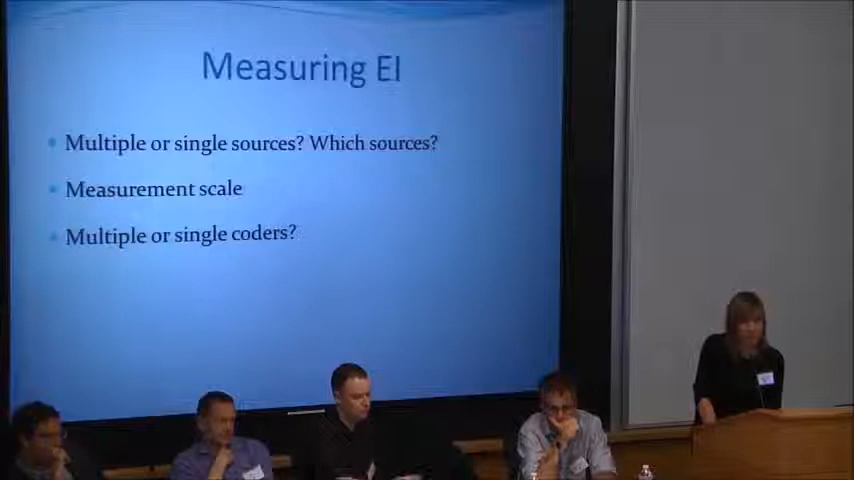 Measuring EI
Multiple or single sources? Which sources?
Measurement scale
Multiple or single coders?